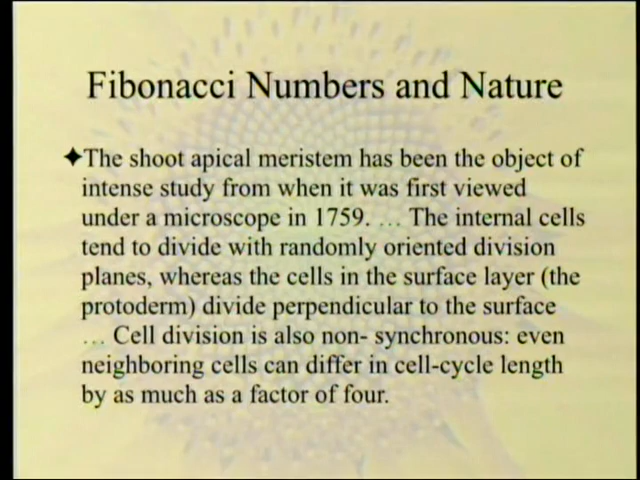 Fibonacci Numbers and Nature
✦The shoot apical meristem has been the object of
intense study from when it was first viewed
under a microscope in 1759. … The internal cells
tend to divide with randomly oriented division
planes, whereas the cells in the surface layer (the
protoderm) divide perpendicular to the surface
… Cell division is also non- synchronous: even
neighboring cells can differ in cell-cycle length
by as much as a factor of four.